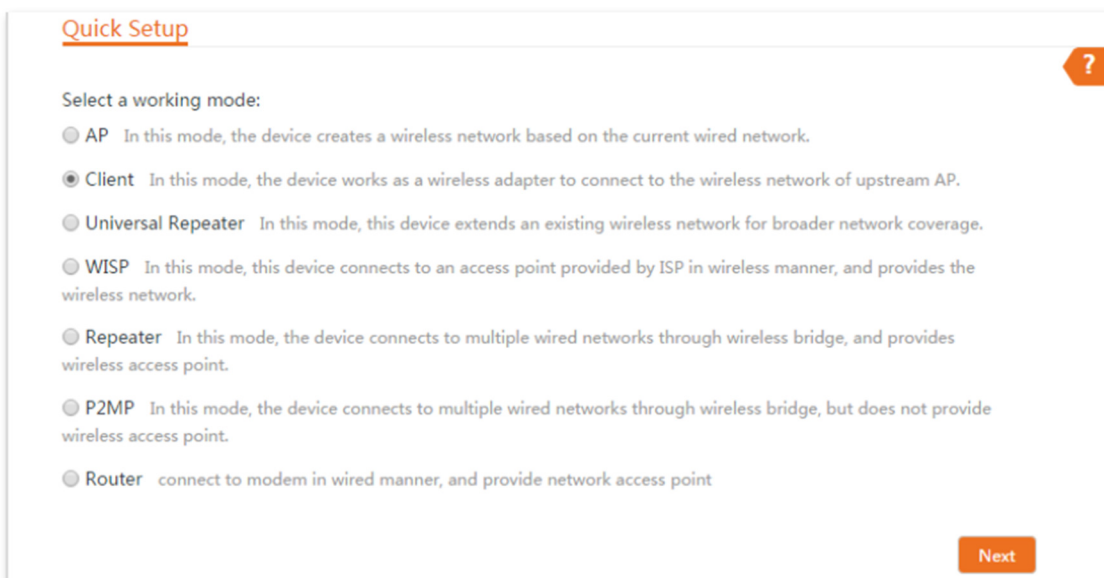 Quick Setup
?
Select a working mode:
AP In this mode, the device creates a wireless network based on the current wired network.
Client In this mode, the device works as a wireless adapter to connect to the wireless network of upstream AP.
Universal Repeater In this mode, this device extends an existing wireless network for broader network coverage.
WISP In this mode, this device connects to an access point provided by ISP in wireless manner, and provides the
wireless network.
Repeater In this mode, the device connects to multiple wired networks through wireless bridge, and provides
wireless access point.
P2MP In this mode, the device connects to multiple wired networks through wireless bridge, but does not provide
wireless access point.
Router connect to modem in wired manner, and provide network access point
Next